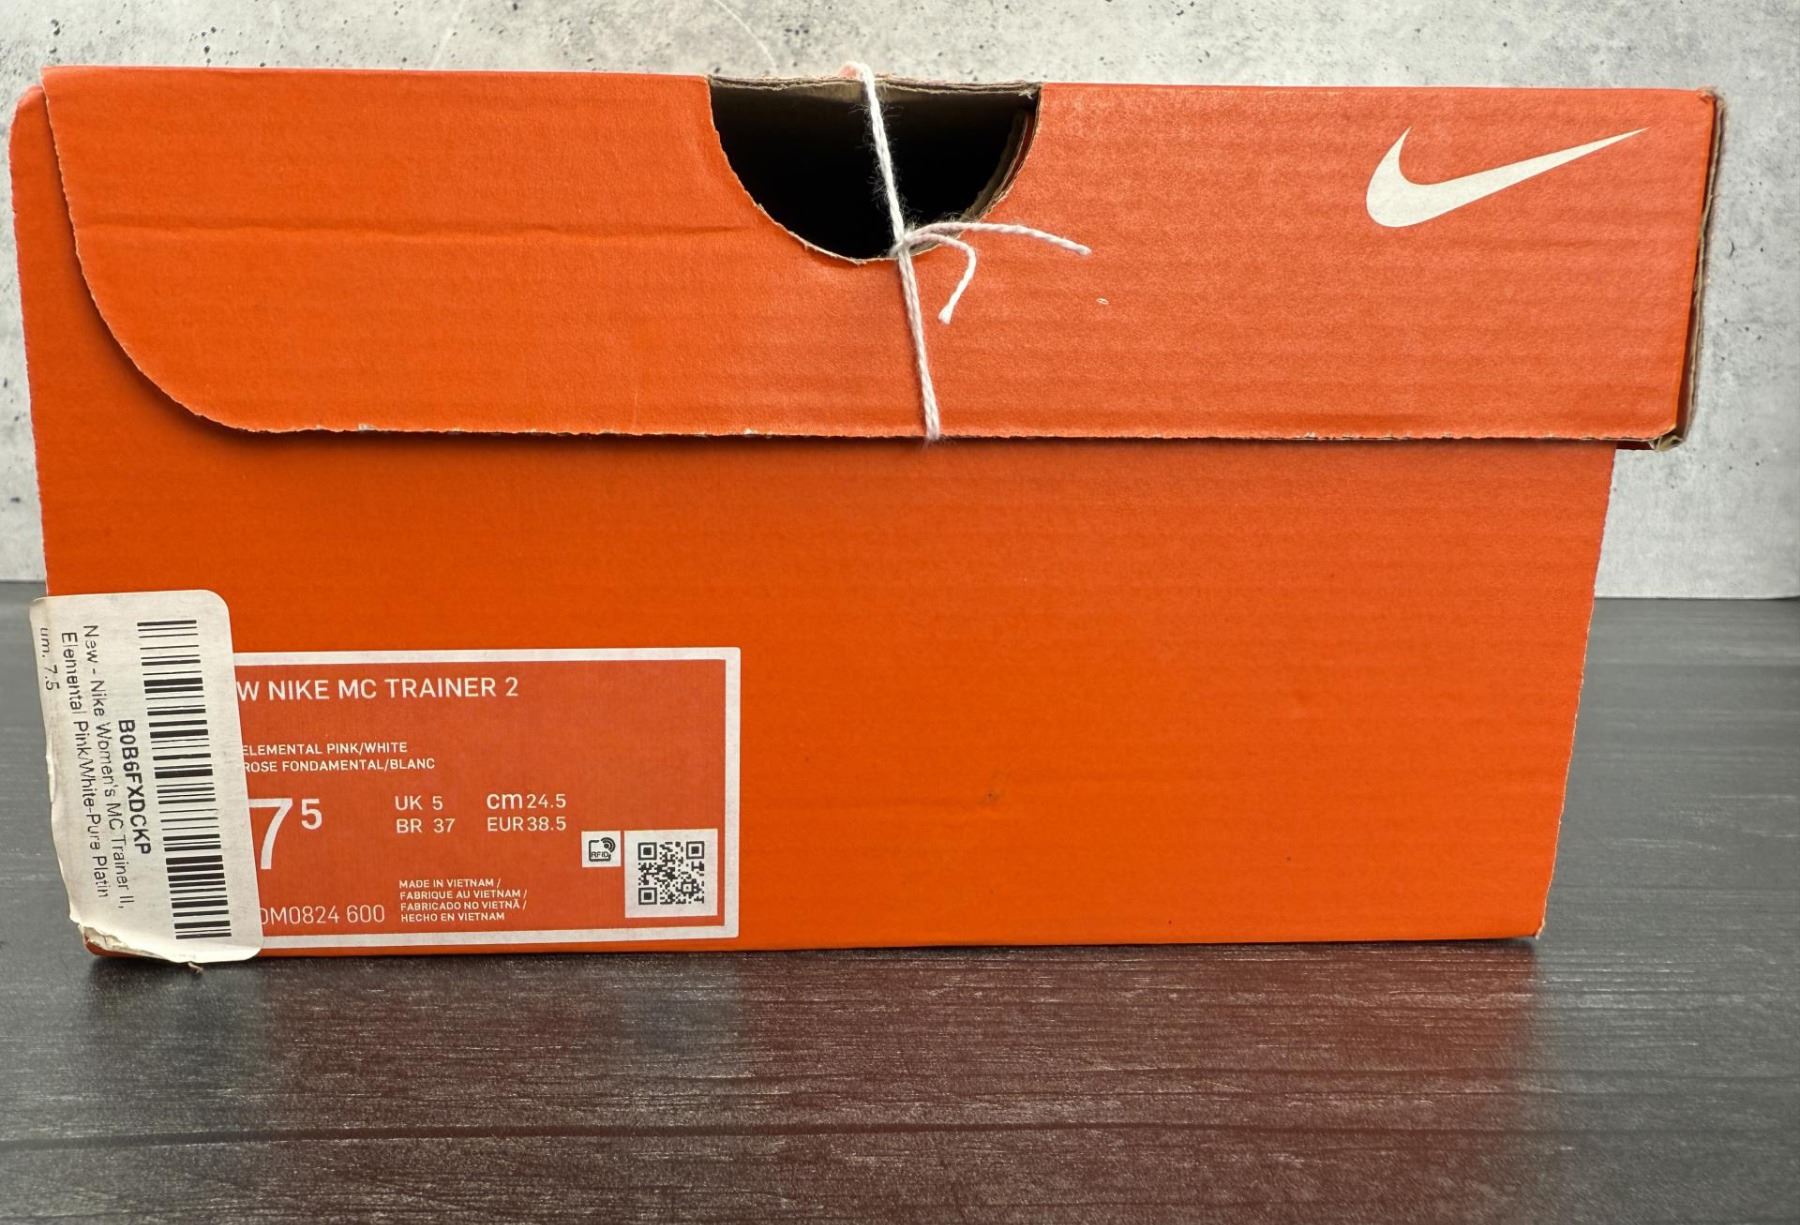 B0B6FXDCKP
New - Nike Women's MC Trainer II,
Elemental Pink/White-Pure Platin
um. 7.5
W NIKE MC TRAINER 2
ELEMENTAL PINK/WHITE
ROSE FONDAMENTAL/BLANC
7 5
UK 5 cm 24.5
BR 37 EUR 38.5
RFID
MADE IN VIETNAM /
FABRIQUE AU VIETNAM /
FABRICADO NO VIETNÃ /
HECHO EN VIETNAM
DM0824 600